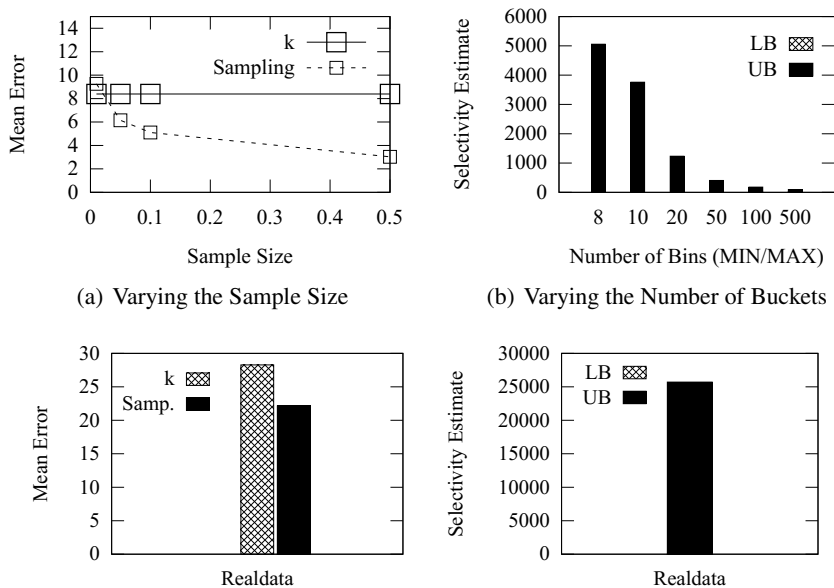 14
12
10
8
6
4
2
0
Mean Error
k
Sampling
0 0.1 0.2 0.3 0.4 0.5
Sample Size
(a) Varying the Sample Size
6000
5000
4000
3000
2000
1000
0
Selectivity Estimate
LB
UB
8 10 20 50 100 500
Number of Bins (MIN/MAX)
(b) Varying the Number of Buckets
30
25
20
15
10
5
0
Mean Error
k
Samp.
Realdata
30000
25000
20000
15000
10000
5000
0
Selectivity Estimate
LB
UB
Realdata